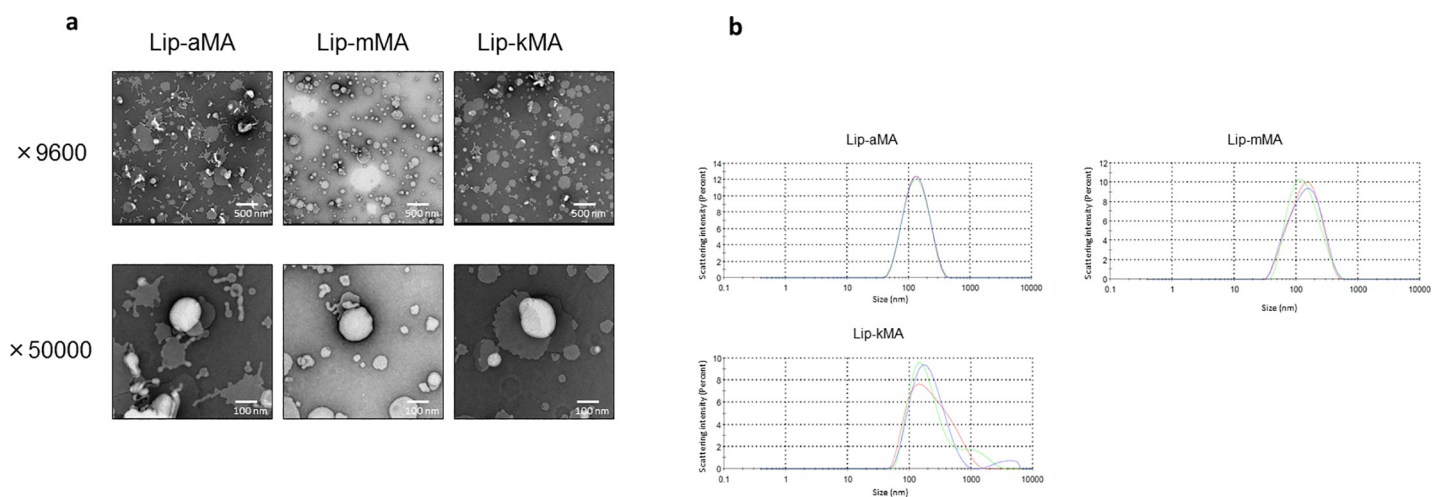 a
Lip-aMA Lip-mMA Lip-kMA
×9600
500 nm 500 nm 500 nm
×50000
100 nm 100 nm 100 nm
b
Lip-aMA
Scattering intensity (Percent)
14
12
10
8
6
4
2
0
0.1 1 10 100 1000 10000
Size (nm)
Lip-mMA
Scattering intensity (Percent)
12
10
8
6
4
2
0
0.1 1 10 100 1000 10000
Size (nm)
Lip-kMA
Scattering intensity (Percent)
10
8
6
4
2
0
0.1 1 10 100 1000 10000
Size (nm)